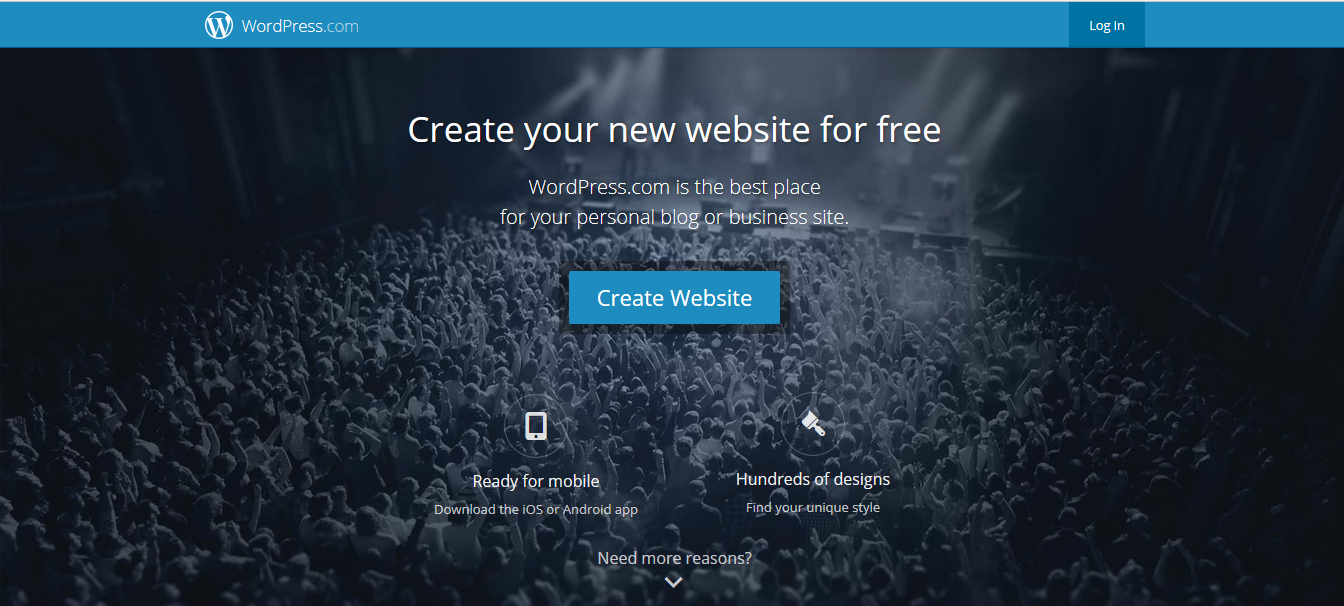 WordPress.com
Log In
Create your new website for free
WordPress.com is the best place
for your personal blog or business site.
Create Website
Ready for mobile
Download the iOS or Android app
Hundreds of designs
Find your unique style
Need more reasons?